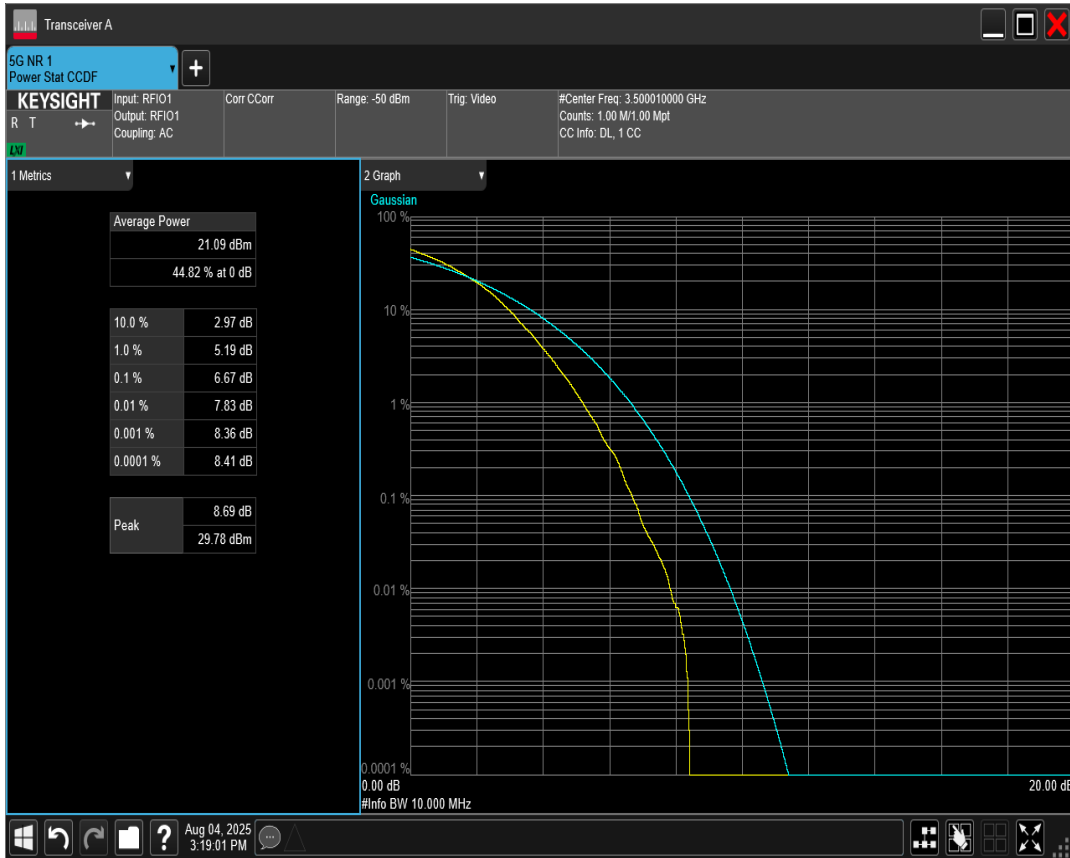 Transceiver A
5G NR 1
Power Stat CCDF
KEYSIGHT
R T
LXI
Input: RFIO1
Output: RFIO1
Coupling: AC
Corr CCorr
Range: -50 dBm
Trig: Video
#Center Freq: 3.500010000 GHz
Counts: 1.00 M/1.00 Mpt
CC Info: DL, 1 CC
1 Metrics
Average Power
21.09 dBm
44.82 % at 0 dB
10.0 % 2.97 dB
1.0 % 5.19 dB
0.1 % 6.67 dB
0.01 % 7.83 dB
0.001 % 8.36 dB
0.0001 % 8.41 dB
Peak
8.69 dB
29.78 dBm
2 Graph
Gaussian
100 %
10 %
1 %
0.1 %
0.01 %
0.001 %
0.0001 %
0.00 dB 20.00 dB
#Info BW 10.000 MHz
? Aug 04, 2025
3:19:01 PM